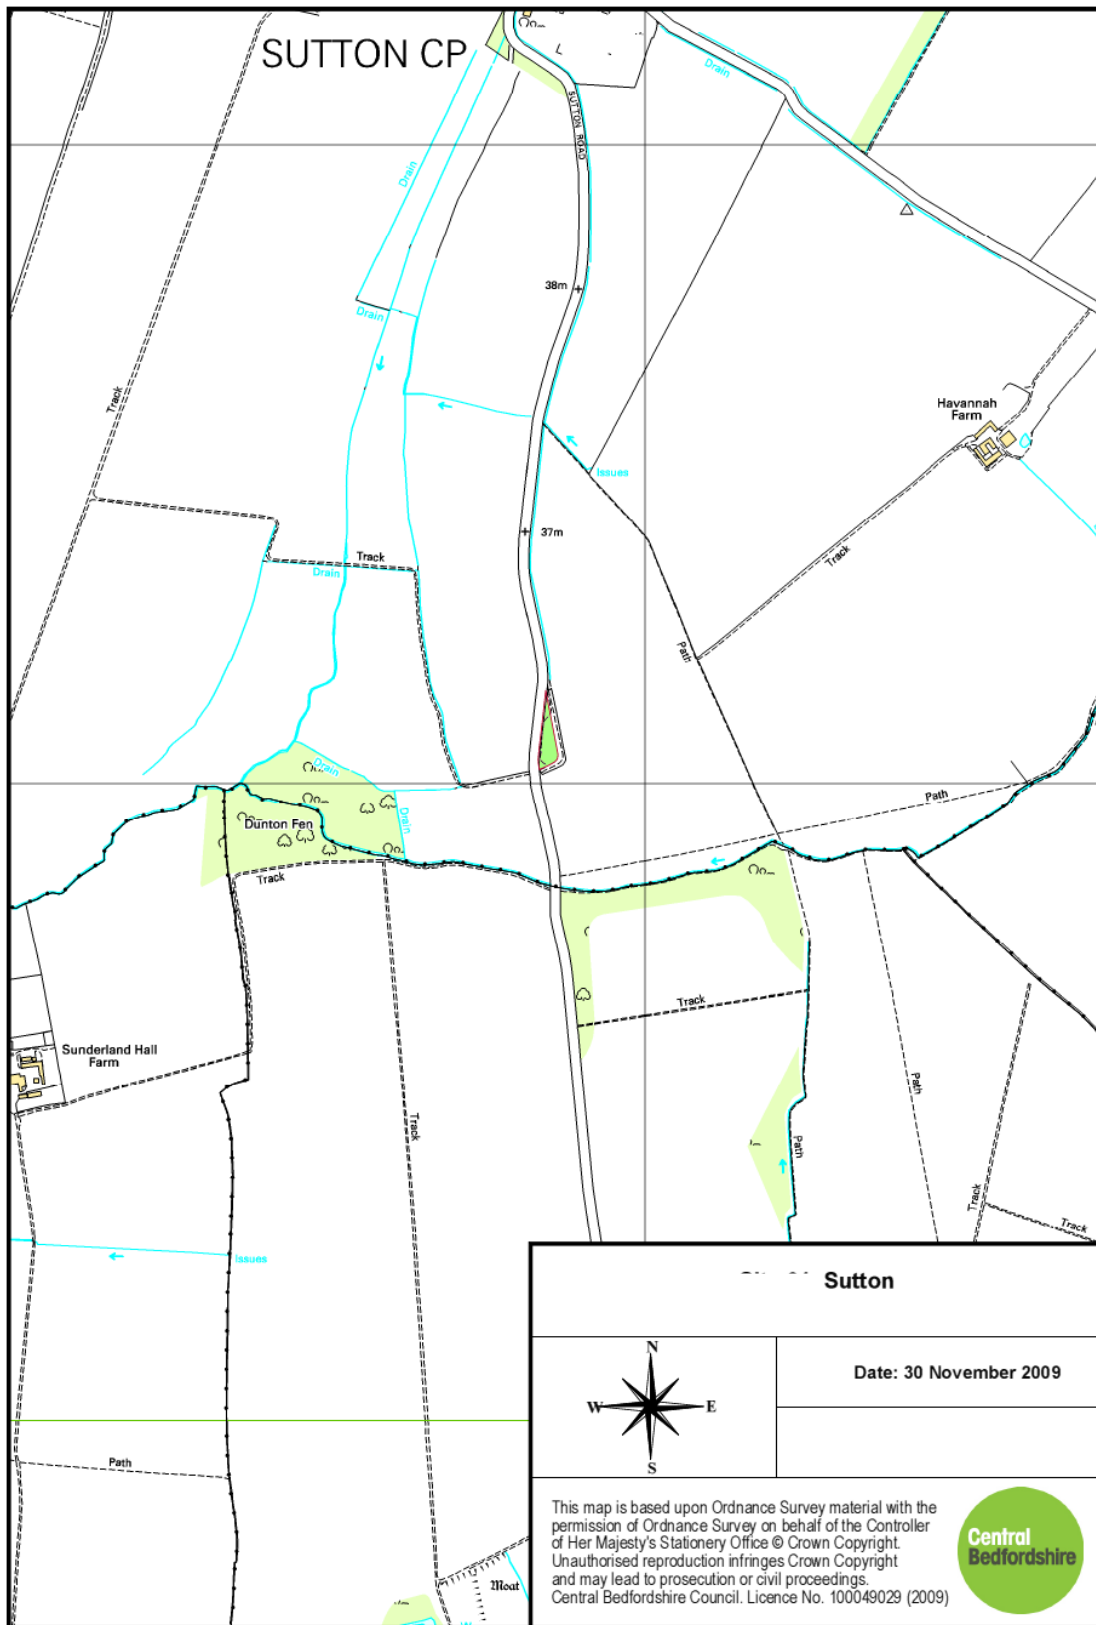 SUTTON CP
Drain
SUTTON ROAD
Drain
38m
Drain
Track
Havannah
Farm
Issues
37m
Track
Drain
Track
Path
Drain
Path
Drain
Dunton Fen
Track
Track
Sunderland Hall
Farm
Path
Track
Path
Track
Track
Issues
Sutton
N
W E
S
Date: 30 November 2009
Path
Moat
This map is based upon Ordnance Survey material with the
permission of Ordnance Survey on behalf of the Controller
of Her Majesty's Stationery Office © Crown Copyright.
Unauthorised reproduction infringes Crown Copyright
and may lead to prosecution or civil proceedings.
Central Bedfordshire Council. Licence No. 100049029 (2009)
Central
Bedfordshire